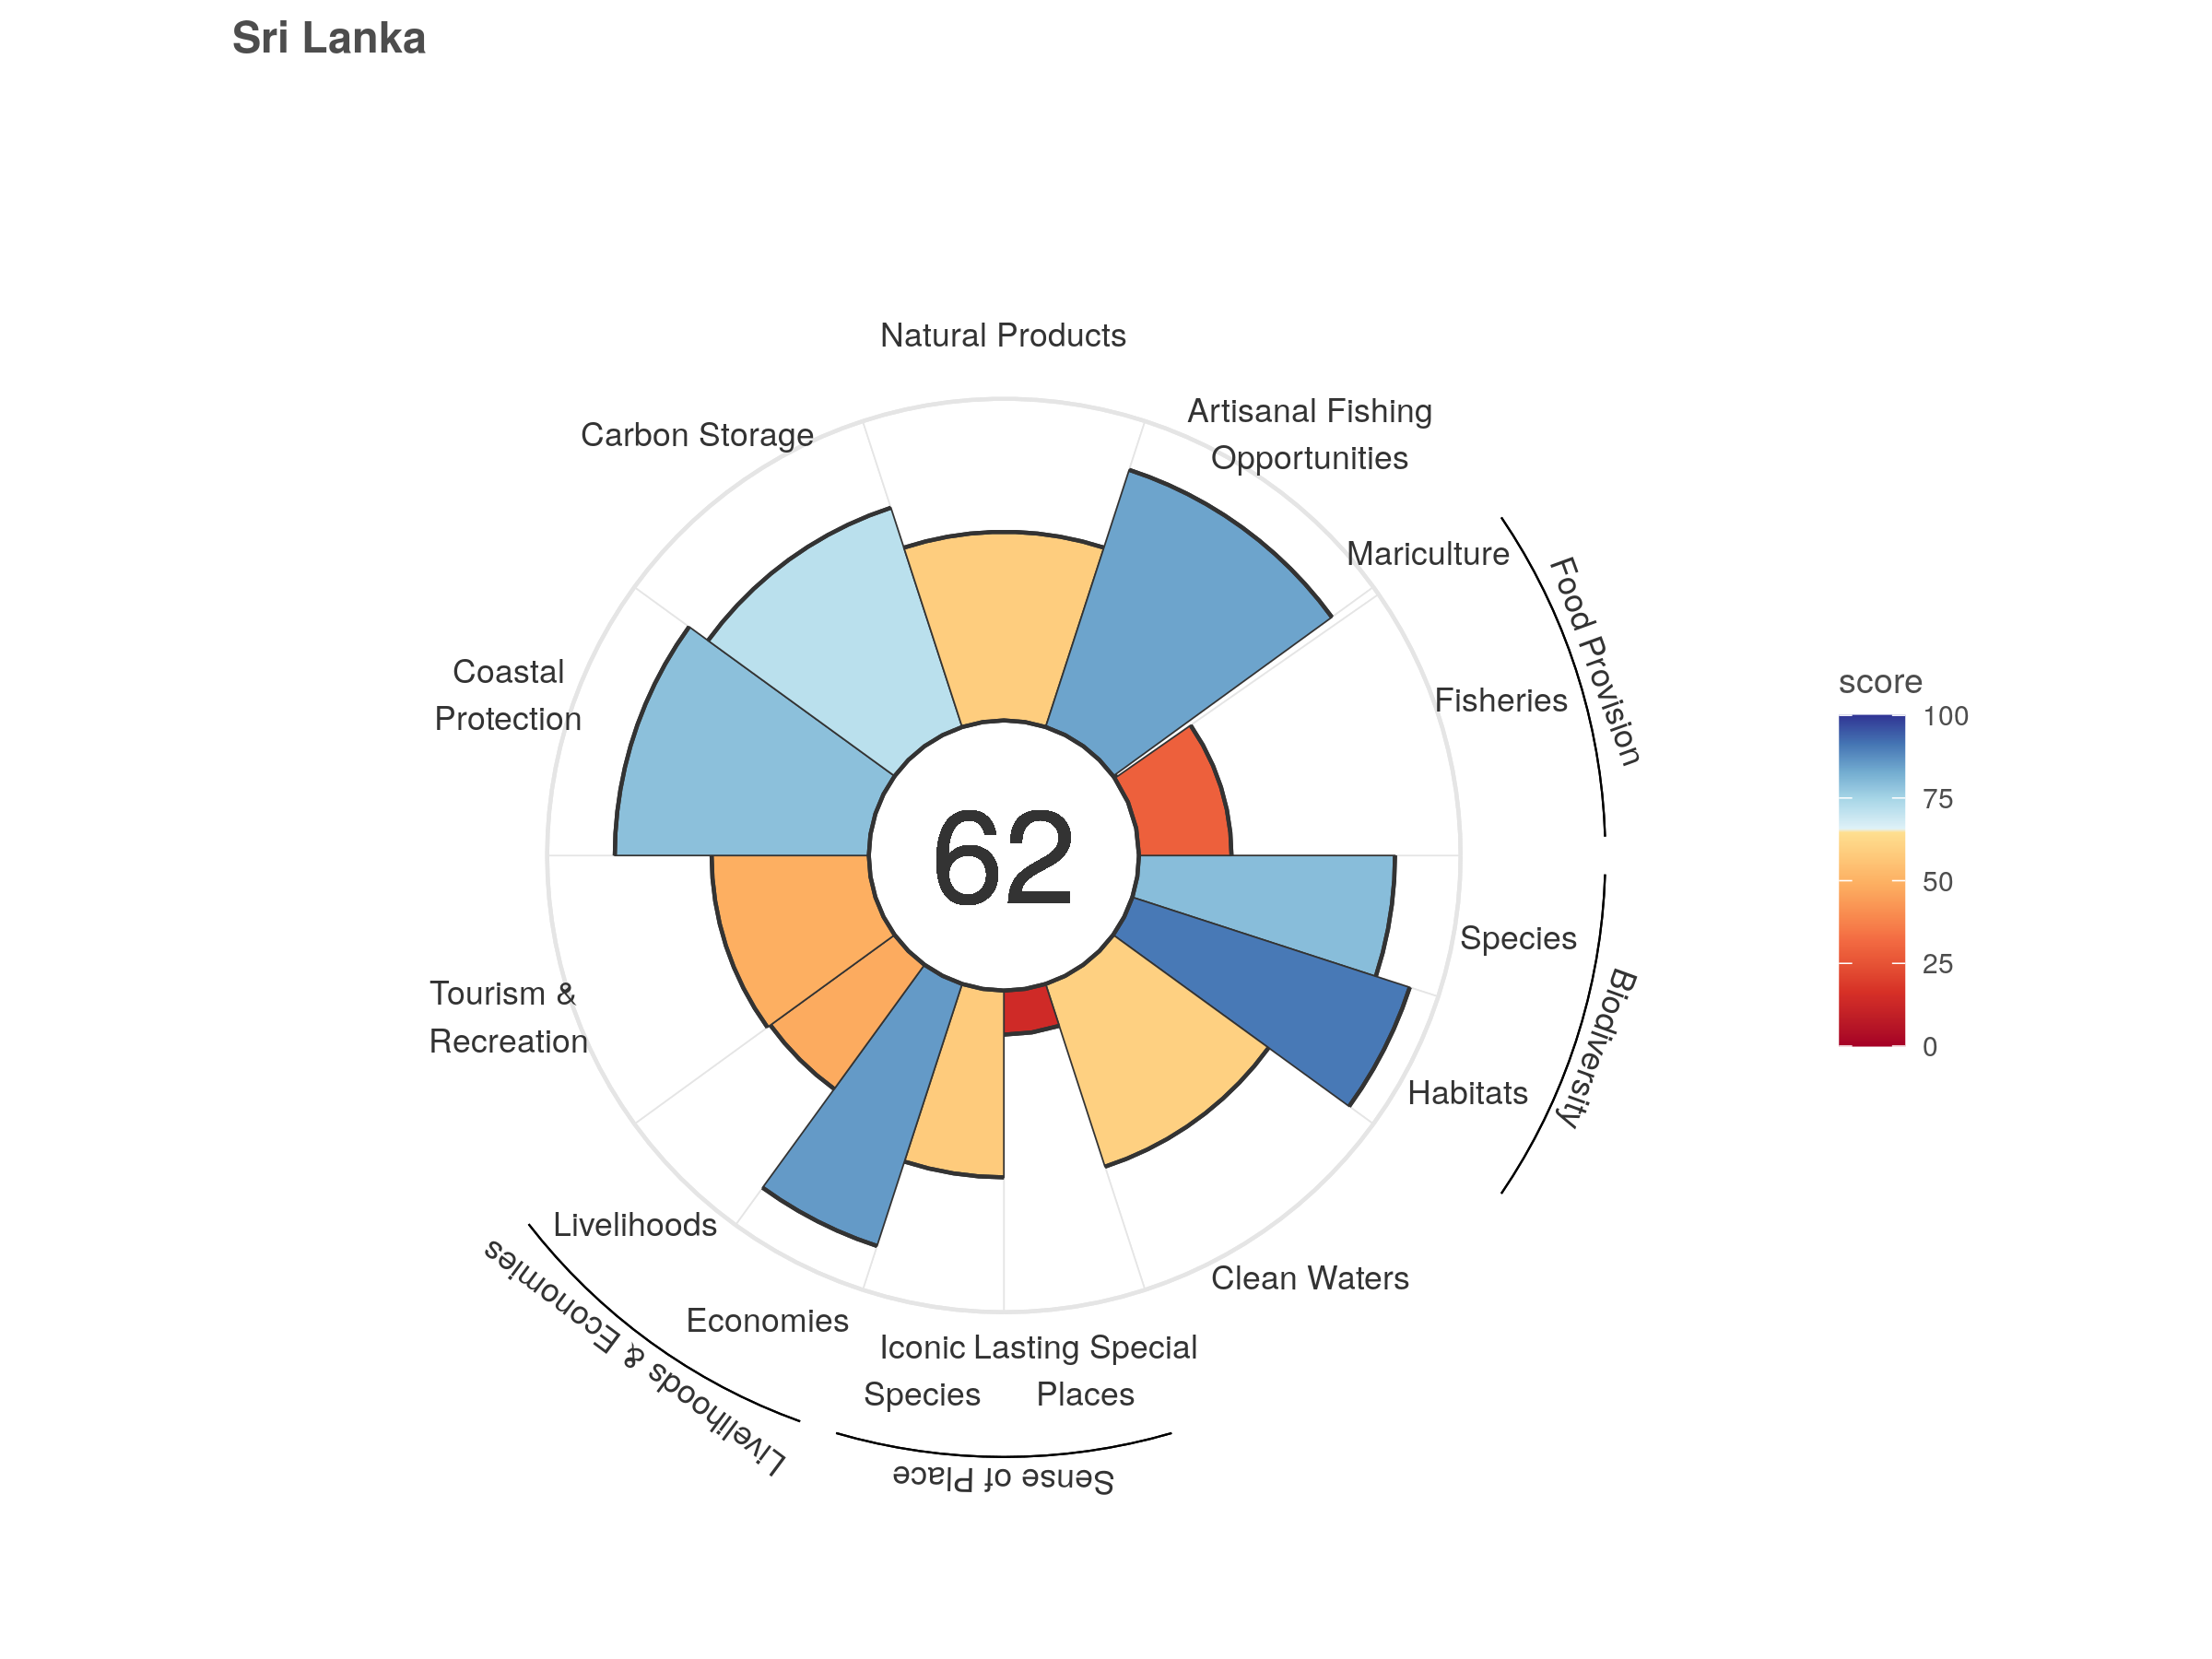 Sri Lanka
Natural Products
Artisanal Fishing
Opportunities
Carbon Storage
Mariculture
Food Provision
Coastal
Protection
Fisheries
score
100
75
50
25
0
62
Species
Biodiversity
Tourism &
Recreation
Habitats
Livelihoods
Clean Waters
Livelihoods & Economies
Economies
Iconic
Species
Lasting Special
Places
Sense of Place